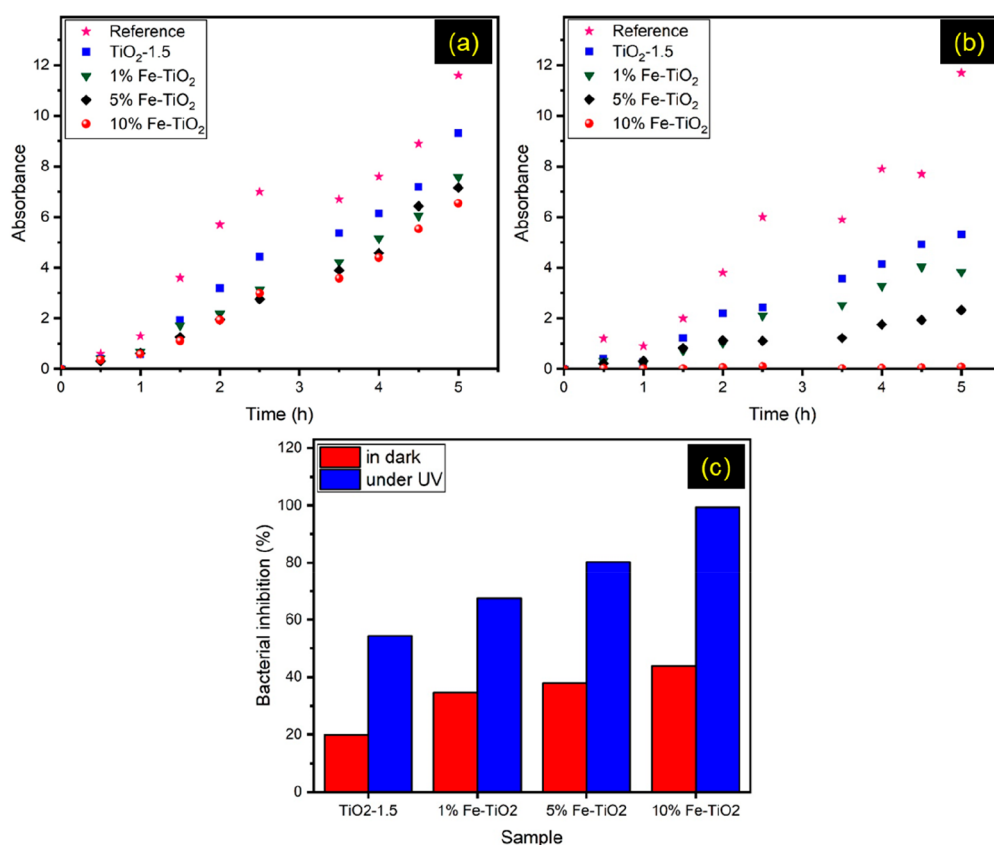 (a)
Reference
TiO₂-1.5
1% Fe-TiO₂
5% Fe-TiO₂
10% Fe-TiO₂
Absorbance
12
10
8
6
4
2
0
0 1 2 3 4 5
Time (h)
(b)
Reference
TiO₂-1.5
1% Fe-TiO₂
5% Fe-TiO₂
10% Fe-TiO₂
Absorbance
12
10
8
6
4
2
0
0 1 2 3 4 5
Time (h)
(c)
in dark
under UV
Bacterial inhibition (%)
120
100
80
60
40
20
0
TiO2-1.5 1% Fe-TiO2 5% Fe-TiO2 10% Fe-TiO2
Sample